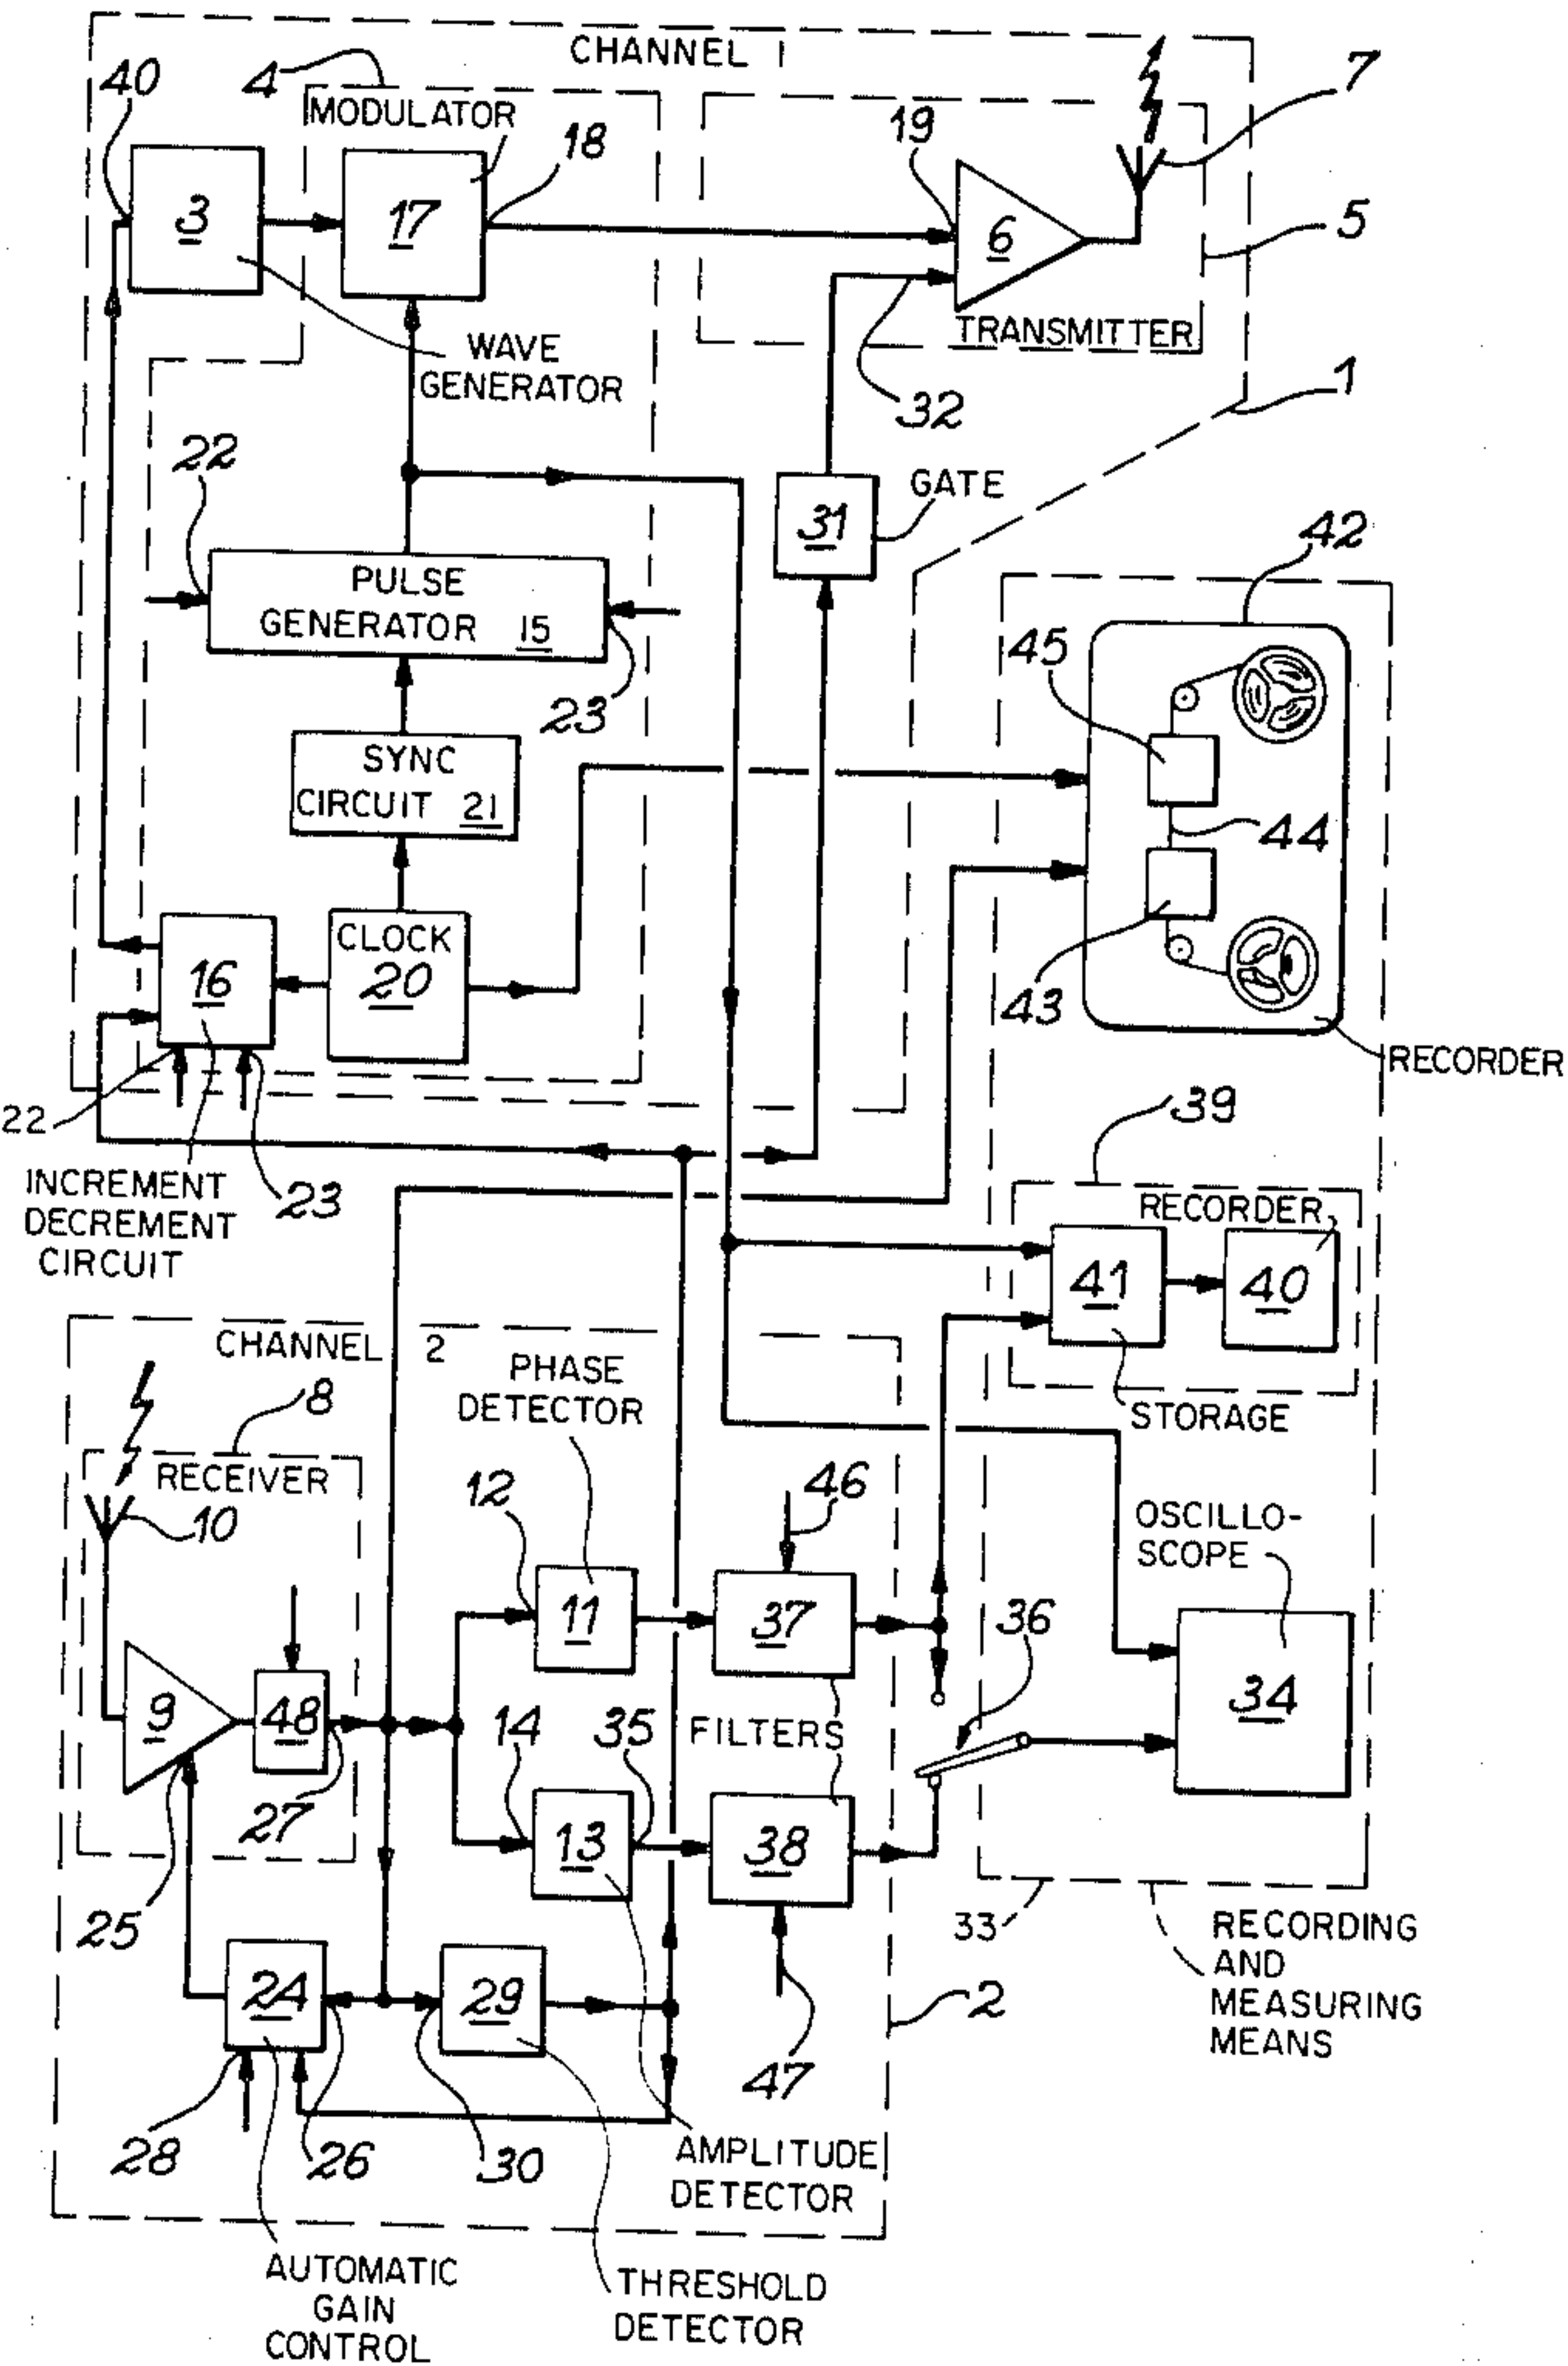 CHANNEL 1
40
4
MODULATOR
18
19
7
3
17
6
5
WAVE
GENERATOR
TRANSMITTER
32
1
22
GATE
31
42
PULSE
GENERATOR 15
23
45
SYNC
CIRCUIT 21
44
CLOCK
20
16
43
RECORDER
22
23
INCREMENT
DECREMENT
CIRCUIT
39
RECORDER
41
40
STORAGE
CHANNEL 2
PHASE
DETECTOR
8
RECEIVER
10
12
46
OSCILLO-
SCOPE
11
37
36
9
48
14
35
FILTERS
34
27
13
38
25
33
RECORDING
AND
MEASURING
MEANS
24
29
2
47
28
26
30
AMPLITUDE
DETECTOR
AUTOMATIC
GAIN
CONTROL
THRESHOLD
DETECTOR